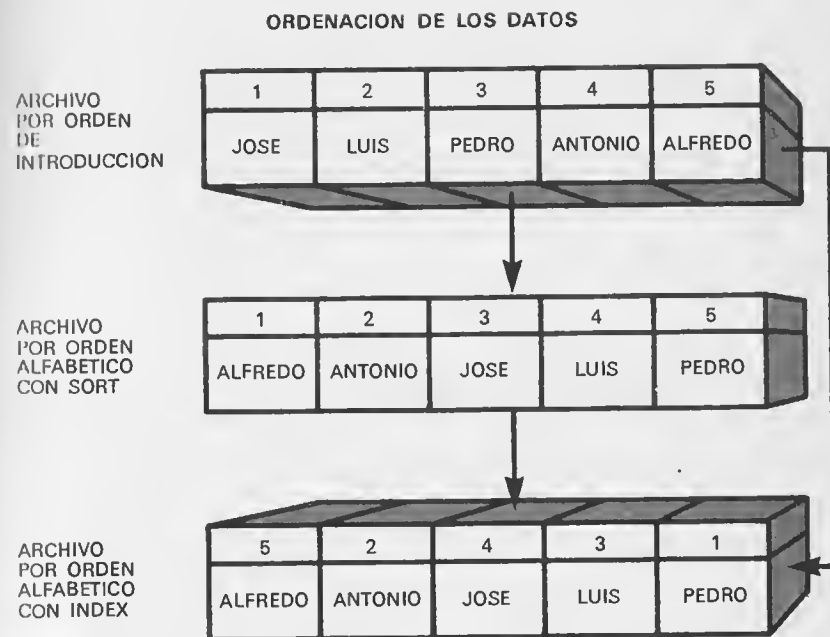 ORDENACION DE LOS DATOS
ARCHIVO
POR ORDEN
DE
INTRODUCCION
1 2 3 4 5
JOSE LUIS PEDRO ANTONIO ALFREDO
ARCHIVO
POR ORDEN
ALFABETICO
CON SORT
1 2 3 4 5
ALFREDO ANTONIO JOSE LUIS PEDRO
ARCHIVO
POR ORDEN
ALFABETICO
CON INDEX
5 2 4 3 1
ALFREDO ANTONIO JOSE LUIS PEDRO